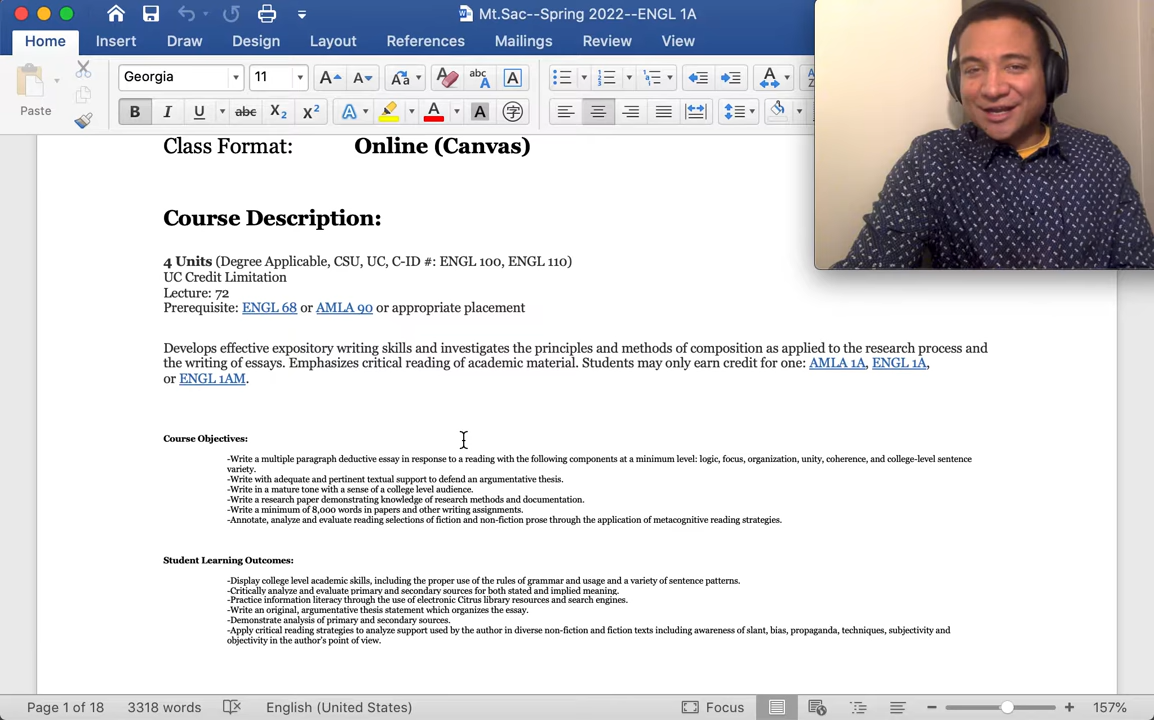 Mt.Sac--Spring 2022--ENGL 1A
Home Insert Draw Design Layout References Mailings Review View
Paste
Georgia 11
Class Format: Online (Canvas)
Course Description:
4 Units (Degree Applicable, CSU, UC, C-ID #: ENGL 100, ENGL 110)
UC Credit Limitation
Lecture: 72
Prerequisite: ENGL 68 or AMLA 90 or appropriate placement
Develops effective expository writing skills and investigates the principles and methods of composition as applied to the research process and
the writing of essays. Emphasizes critical reading of academic material. Students may only earn credit for one: AMLA 1A, ENGL 1A,
or ENGL 1AM.
Course Objectives:
-Write a multiple paragraph deductive essay in response to a reading with the following components at a minimum level: logic, focus, organization, unity, coherence, and college-level sentence
variety.
-Write with adequate and pertinent textual support to defend an argumentative thesis.
-Write in a mature tone with a sense of a college level audience.
-Write a research paper demonstrating knowledge of research methods and documentation.
-Write a minimum of 8,000 words in papers and other writing assignments.
-Annotate, analyze and evaluate reading selections of fiction and non-fiction prose through the application of metacognitive reading strategies.
Student Learning Outcomes:
-Display college level academic skills, including the proper use of the rules of grammar and usage and a variety of sentence patterns.
-Critically analyze and evaluate primary and secondary sources for both stated and implied meaning.
-Practice information literacy through the use of electronic Citrus library resources and search engines.
-Write an original, argumentative thesis statement which organizes the essay.
-Demonstrate analysis of primary and secondary sources.
-Apply critical reading strategies to analyze support used by the author in diverse non-fiction and fiction texts including awareness of slant, bias, propaganda, techniques, subjectivity and
objectivity in the author's point of view.
Page 1 of 18 3318 words English (United States) Focus 157%